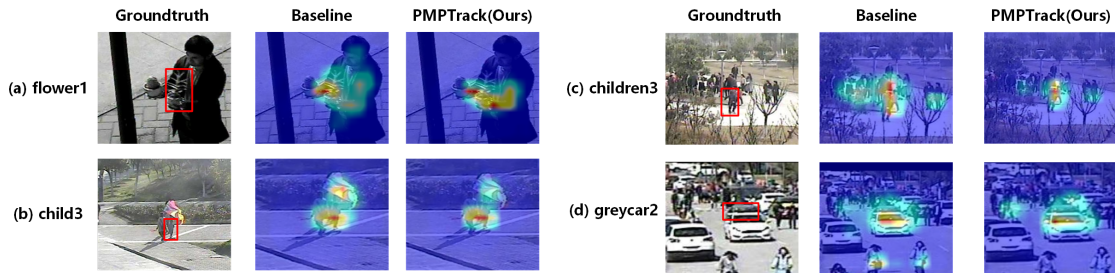 Groundtruth Baseline PMPTrack(Ours) Groundtruth Baseline PMPTrack(Ours)
(a) flower1
(c) children3
(b) child3
(d) greycar2